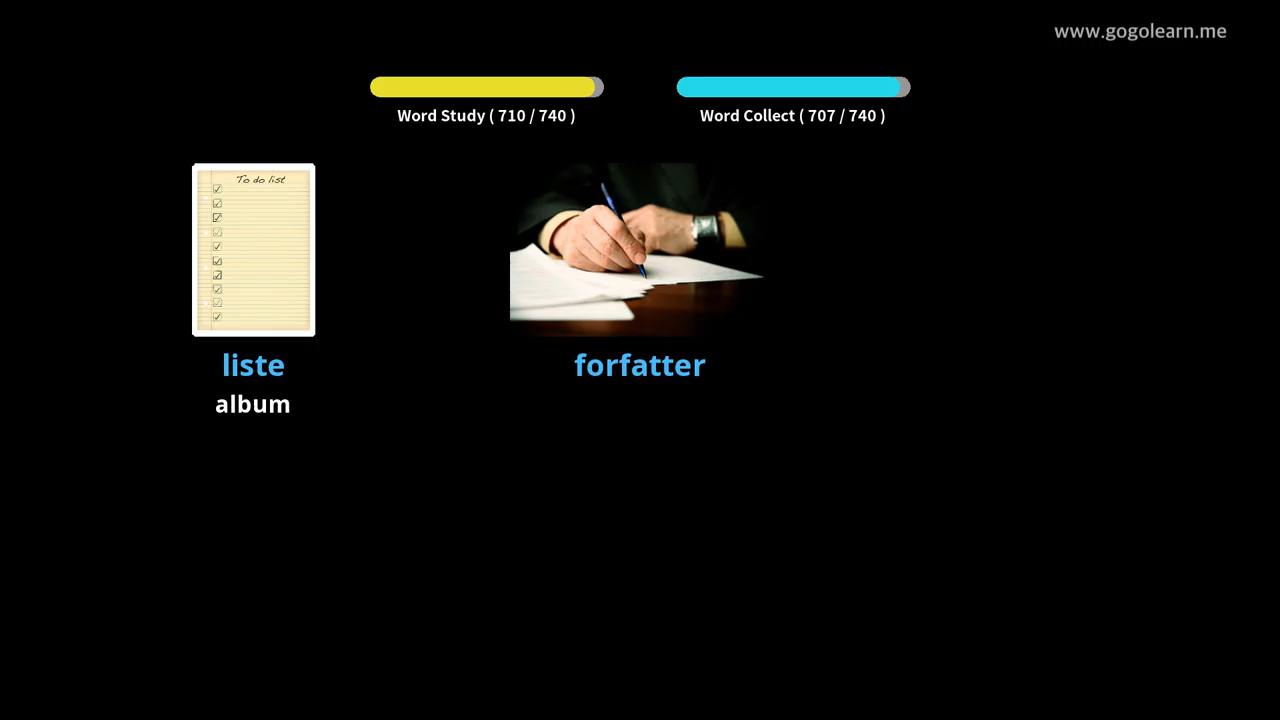 www.gogolearn.me
Word Study ( 710 / 740 )
Word Collect ( 707 / 740 )
To do list
liste
forfatter
album